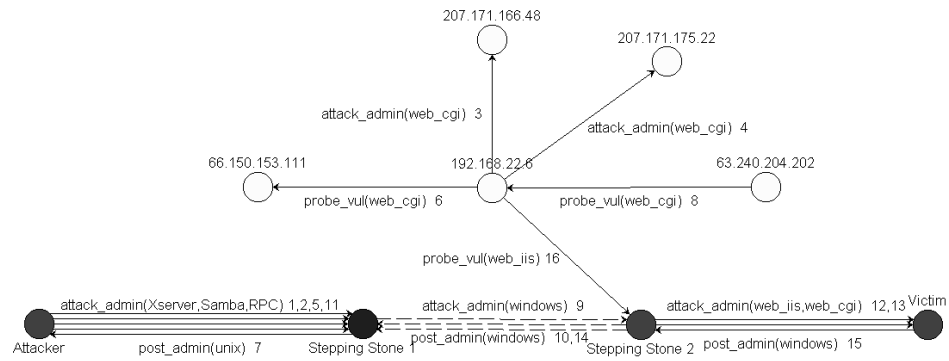 207.171.166.48
207.171.175.22
attack_admin(web_cgi) 3
attack_admin(web_cgi) 4
66.150.153.111
192.168.22.6
63.240.204.202
probe_vul(web_cgi) 6
probe_vul(web_cgi) 8
probe_vul(web_iis) 16
attack_admin(Xserver,Samba,RPC) 1,2,5,11
attack_admin(windows) 9
attack_admin(web_iis,web_cgi) 12,13
Victim
Attacker
post_admin(unix) 7
Stepping Stone 1
post_admin(windows) 10,14
Stepping Stone 2
post_admin(windows) 15